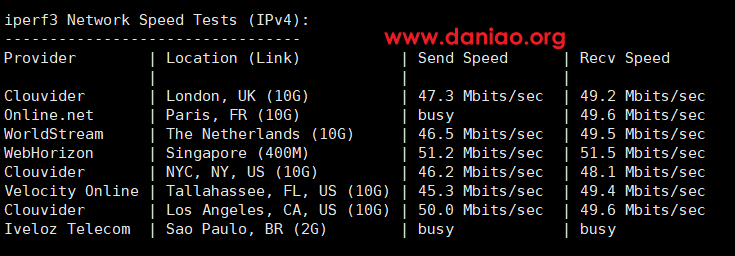 iperf3 Network Speed Tests (IPv4):
---------------------------------
www.daniao.org
Provider | Location (Link) | Send Speed | Recv Speed
| | |
Clouvider | London, UK (10G) | 47.3 Mbits/sec | 49.2 Mbits/sec
Online.net | Paris, FR (10G) | busy | 49.6 Mbits/sec
WorldStream | The Netherlands (10G) | 46.5 Mbits/sec | 49.5 Mbits/sec
WebHorizon | Singapore (400M) | 51.2 Mbits/sec | 51.5 Mbits/sec
Clouvider | NYC, NY, US (10G) | 46.2 Mbits/sec | 48.1 Mbits/sec
Velocity Online | Tallahassee, FL, US (10G) | 45.3 Mbits/sec | 49.4 Mbits/sec
Clouvider | Los Angeles, CA, US (10G) | 50.0 Mbits/sec | 49.6 Mbits/sec
Iveloz Telecom | Sao Paulo, BR (2G) | busy | busy